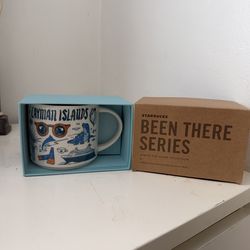 CAYMAN ISLANDS
STARBUCKS
BEEN THERE
SERIES